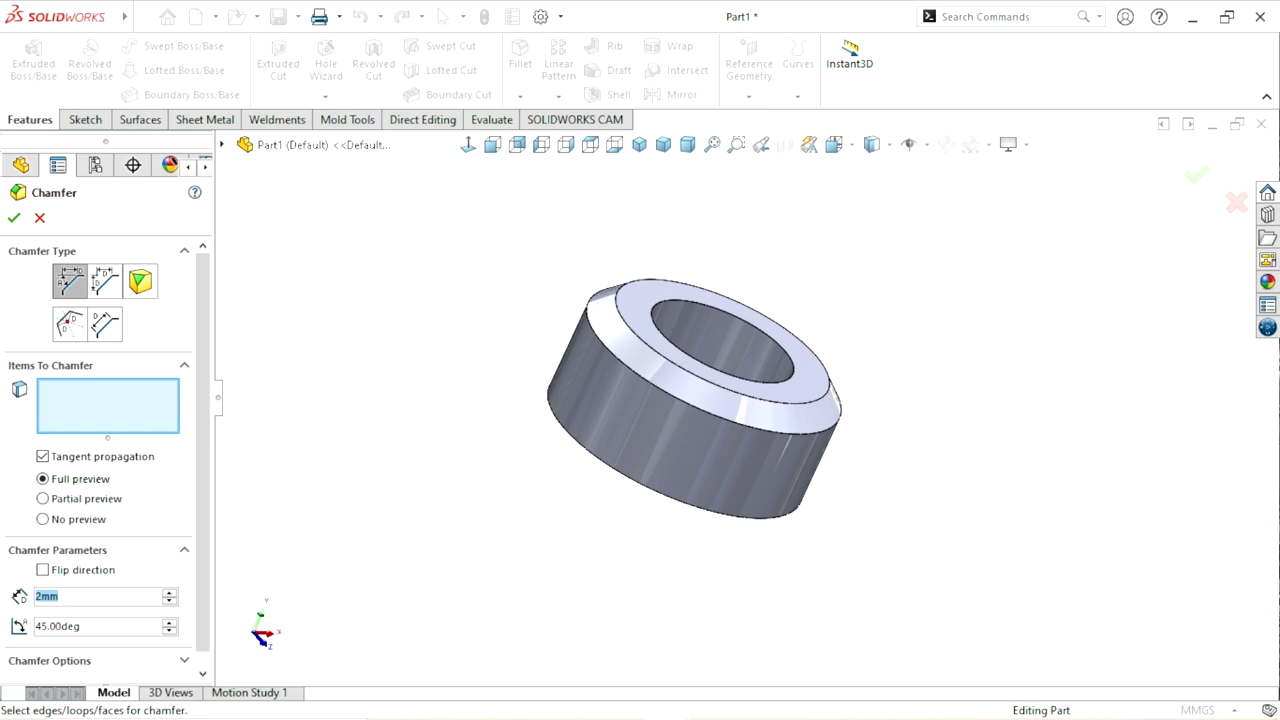 SOLIDWORKS
Part1 *
Search Commands
Extruded Boss/Base
Revolved Boss/Base
Swept Boss/Base
Lofted Boss/Base
Boundary Boss/Base
Extruded Cut
Hole Wizard
Revolved Cut
Swept Cut
Lofted Cut
Boundary Cut
Fillet
Linear Pattern
Rib
Draft
Shell
Wrap
Intersect
Mirror
Reference Geometry
Curves
Instant3D
Features
Sketch
Surfaces
Sheet Metal
Weldments
Mold Tools
Direct Editing
Evaluate
SOLIDWORKS CAM
Part1 (Default) <<Default...
Chamfer
Chamfer Type
Items To Chamfer
Tangent propagation
Full preview
Partial preview
No preview
Chamfer Parameters
Flip direction
2mm
45.00deg
Chamfer Options
Y
X
Z
Model
3D Views
Motion Study 1
Select edges/loops/faces for chamfer.
Editing Part
MMGS